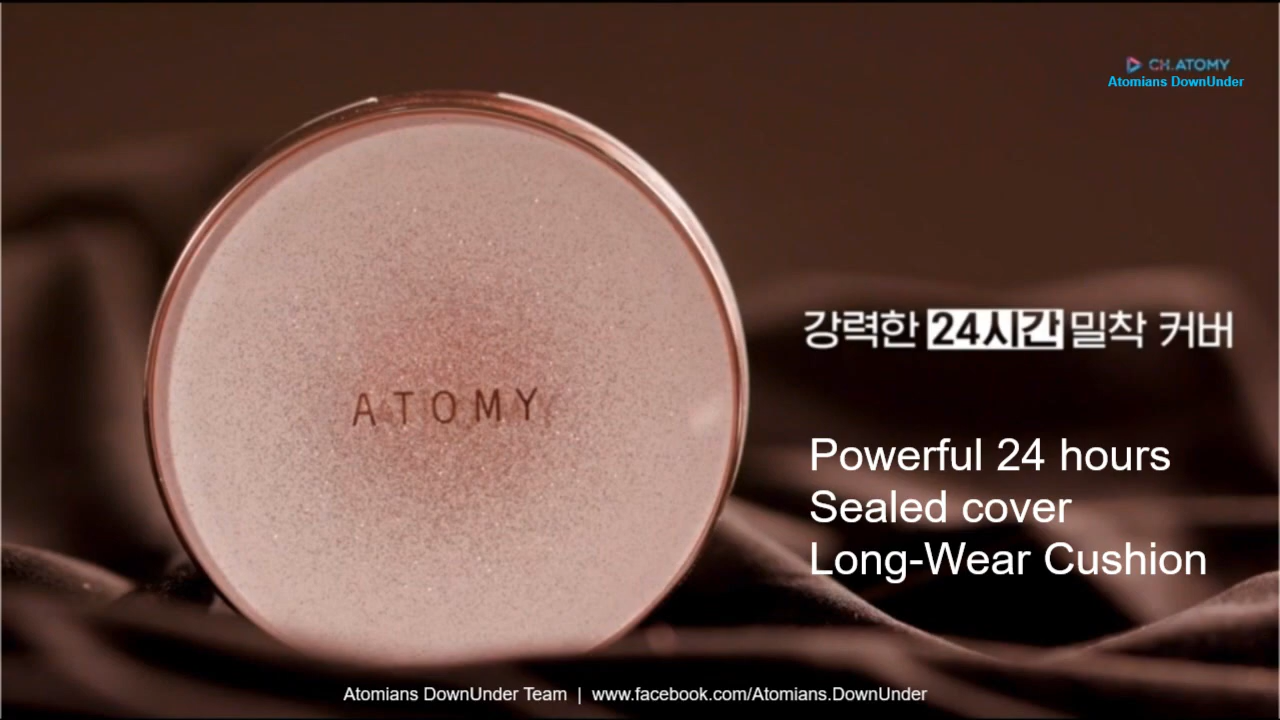 CH.ATOMY
Atomians DownUnder
강력한 24시간 밀착 커버
ATOMY
Powerful 24 hours
Sealed cover
Long-Wear Cushion
Atomians DownUnder Team | www.facebook.com/Atomians.DownUnder